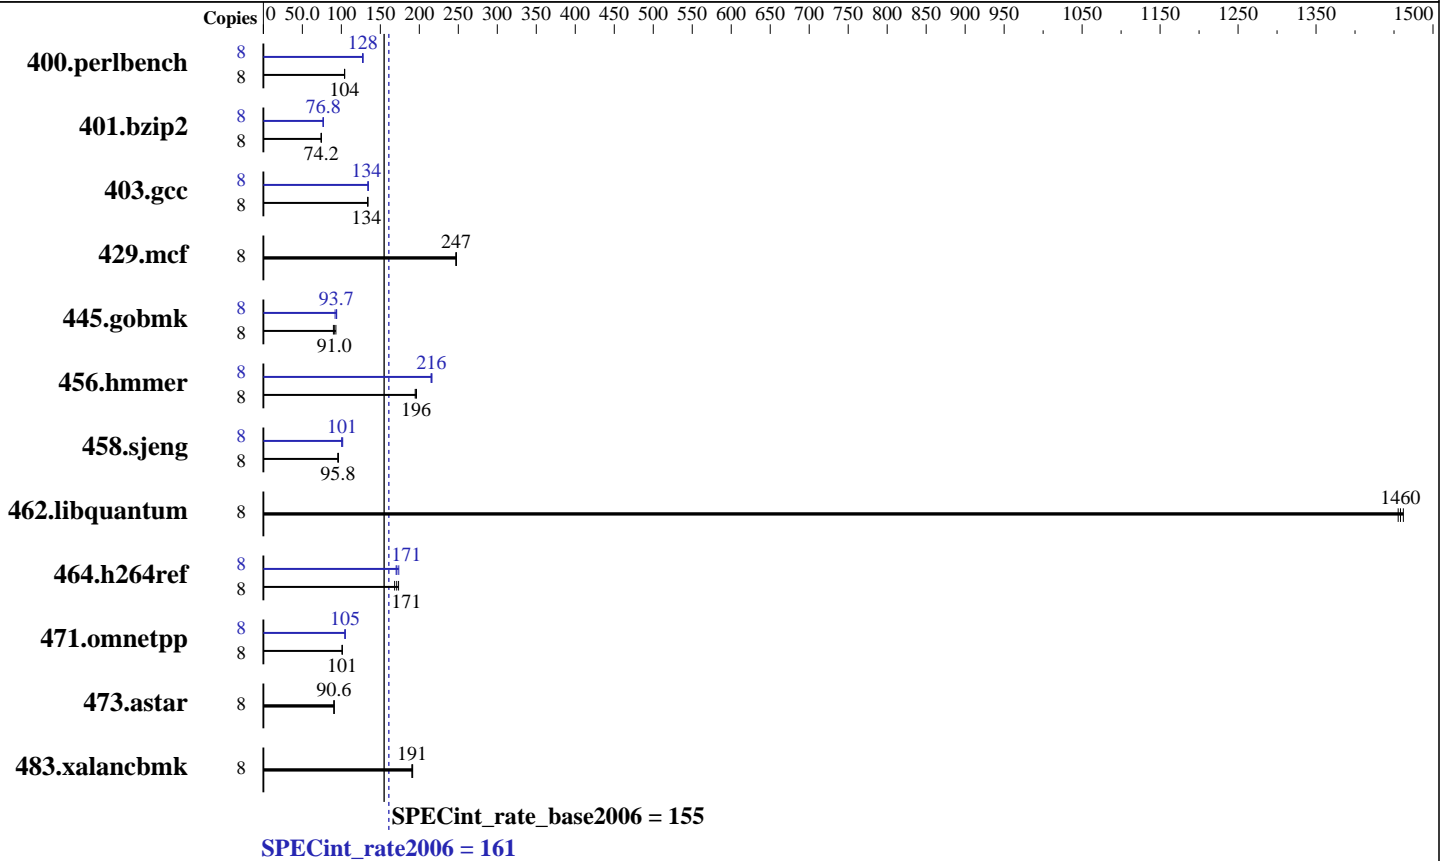 Copies 0 50.0 100 150 200 250 300 350 400 450 500 550 600 650 700 750 800 850 900 950 1050 1150 1250 1350 1500
400.perlbench 8 128
8 104
401.bzip2 8 76.8
8 74.2
403.gcc 8 134
8 134
429.mcf 8 247
445.gobmk 8 93.7
8 91.0
456.hmmer 8 216
8 196
458.sjeng 8 101
8 95.8
462.libquantum 8 1460
464.h264ref 8 171
8 171
471.omnetpp 8 105
8 101
473.astar 8 90.6
483.xalancbmk 8 191
SPECint_rate_base2006 = 155
SPECint_rate2006 = 161